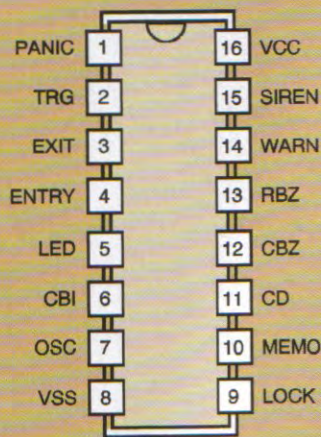 PANIC 1 16 VCC
TRG 2 15 SIREN
EXIT 3 14 WARN
ENTRY 4 13 RBZ
LED 5 12 CBZ
CBI 6 11 CD
OSC 7 10 MEMO
VSS 8 9 LOCK